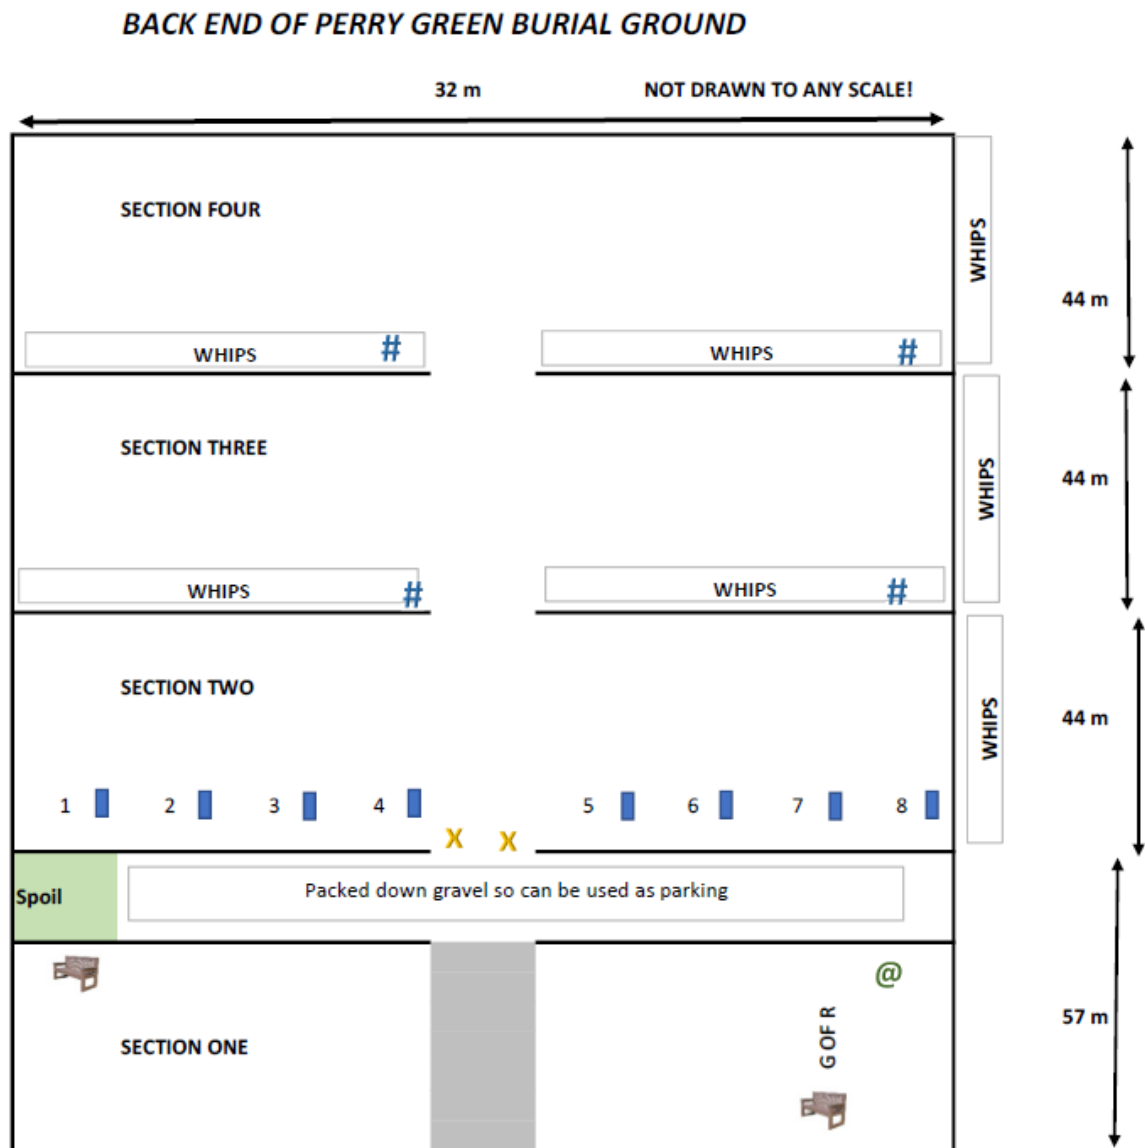 BACK END OF PERRY GREEN BURIAL GROUND
32 m NOT DRAWN TO ANY SCALE!
SECTION FOUR
WHIPS
44 m
WHIPS #
WHIPS #
SECTION THREE
WHIPS
44 m
WHIPS #
WHIPS #
SECTION TWO
WHIPS
44 m
1 2 3 4 5 6 7 8
X X
Spoil
Packed down gravel so can be used as parking
@
G OF R
57 m
SECTION ONE